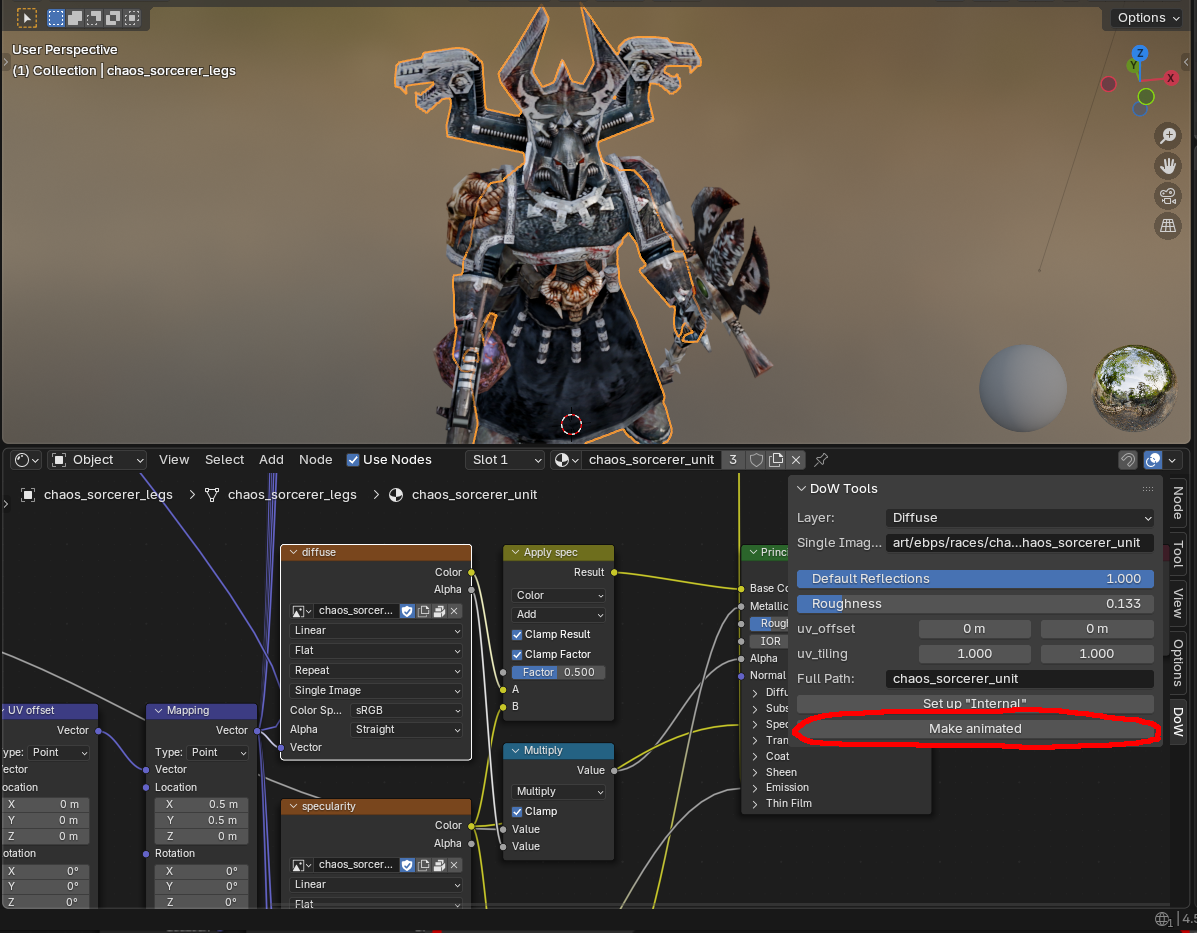 Options
User Perspective
(1) Collection | chaos_sorcerer_legs
Z
Y
X
Object
View
Select
Add
Node
Use Nodes
Slot 1
chaos_sorcerer_unit
3
chaos_sorcerer_legs
chaos_sorcerer_legs
chaos_sorcerer_unit
DoW Tools
Layer:
Diffuse
Single Imag...
art/ebps/races/cha...haos_sorcerer_unit
Default Reflections
1.000
Roughness
0.133
uv_offset
0 m
0 m
uv_tiling
1.000
1.000
Full Path:
chaos_sorcerer_unit
Set up "Internal"
Make animated
Node
Tool
View
Options
DoW
diffuse
Color
Alpha
chaos_sorcer...
Linear
Flat
Repeat
Single Image
Color Sp...
sRGB
Alpha
Straight
Vector
Apply spec
Result
Color
Add
Clamp Result
Clamp Factor
Factor
0.500
A
B
Multiply
Value
Multiply
Clamp
Value
Value
specularity
Color
Alpha
chaos_sorcer...
Linear
Flat
UV offset
Vector
ype:
Point
ector
ocation
X
0 m
Y
0 m
Z
0 m
otation
X
0°
Y
0°
Z
0°
Mapping
Vector
Type:
Point
Vector
Location
X
0.5 m
Y
0.5 m
Z
0 m
Rotation
X
0°
Y
0°
Z
0°
Princi
Base Co
Metallic
Rough
IOR
Alpha
Normal
Diffu
Subs
Spec
Tran
Coat
Sheen
Emission
Thin Film
1
4.5